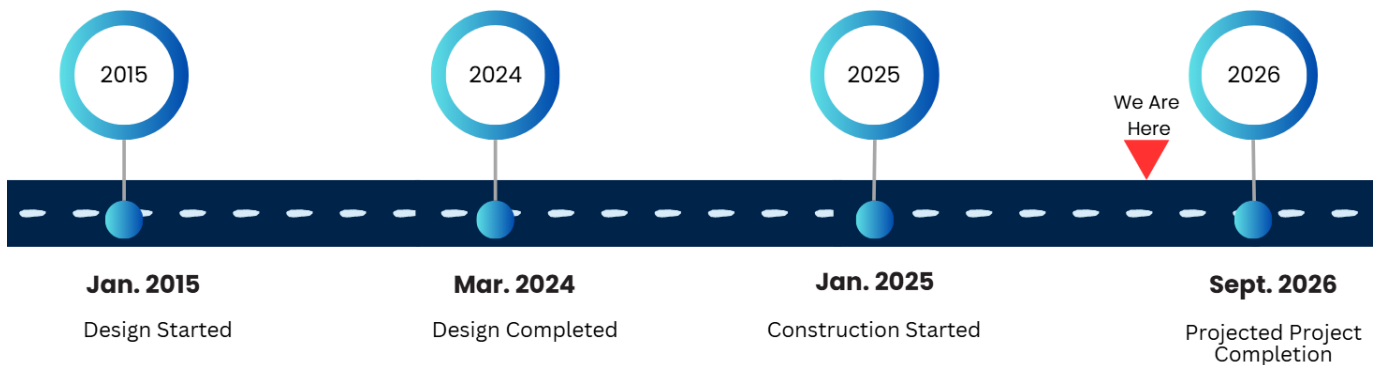 2015
2024
2025
2026
We Are
Here
Jan. 2015
Mar. 2024
Jan. 2025
Sept. 2026
Design Started
Design Completed
Construction Started
Projected Project
Completion